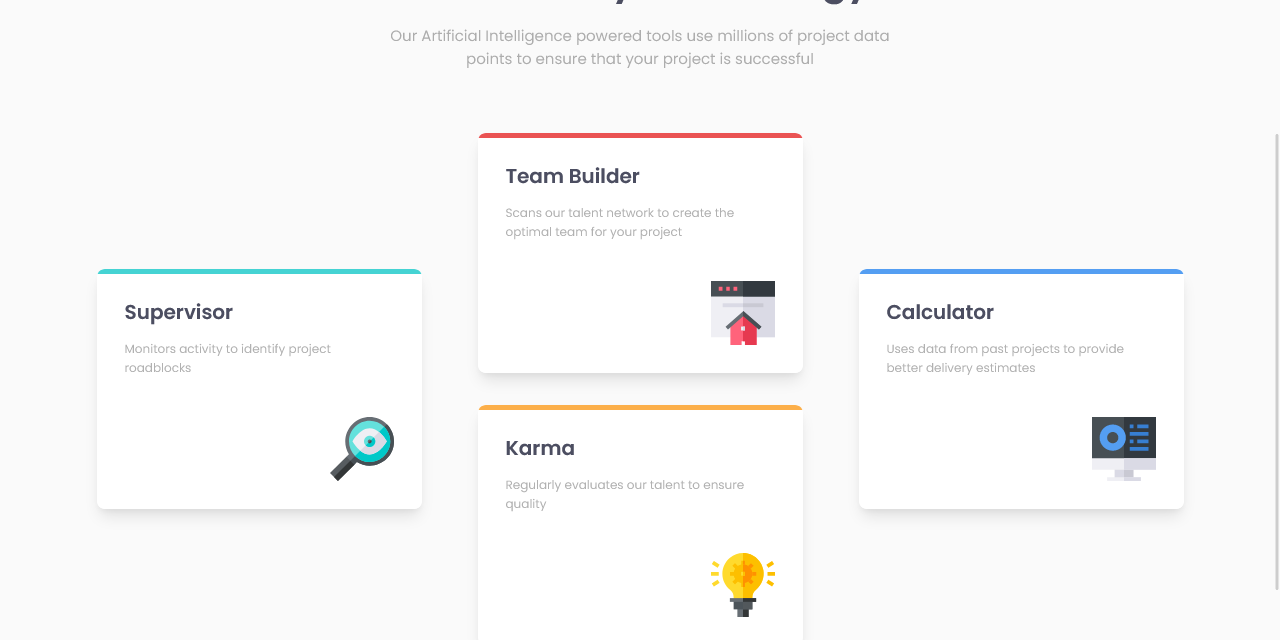 Our Artificial Intelligence powered tools use millions of project data
points to ensure that your project is successful
Supervisor
Monitors activity to identify project
roadblocks
Team Builder
Scans our talent network to create the
optimal team for your project
Karma
Regularly evaluates our talent to ensure
quality
Calculator
Uses data from past projects to provide
better delivery estimates